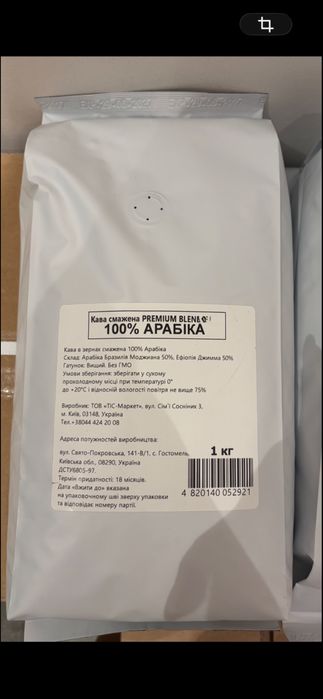 Кава смажена PREMIUM BLEND
100% АРАБІКА
Кава в зернах смажена 100% Арабіка
Склад: Арабіка Бразилія Моджиана 50%, Ефіопія Джимма 50%
Гатунок: Вищий. Без ГМО
Умови зберігання: зберігати у сухому
прохолодному місці при температурі 0°
до +20°С і відносній вологості повітря не вище 75%
Виробник: ТОВ «ТІС-Маркет», вул. Сім'ї Сосніних 3,
м. Київ, 03148, Україна
Тел.+38044 424 20 08
Адреса потужностей виробництва:
вул. Свято-Покровська, 141-В/1, с. Гостомель,
Київська обл., 08290, Україна
ДСТУ6805-97.
Термін придатності: 18 місяців.
Дата «Вжити до» вказана
на упаковочному шві зверху упаковки
та відповідає номеру партії.
1 кг
4 820140 052921